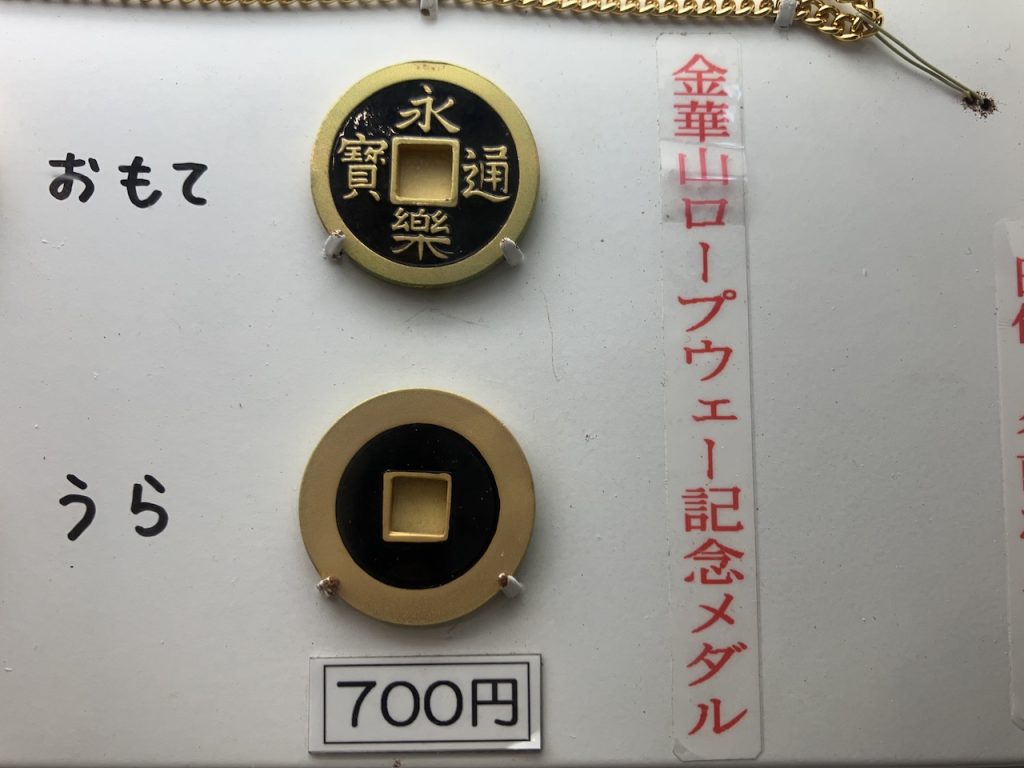 金華山ロープウェー記念メダル
おもて
永樂通寳
うら
700円